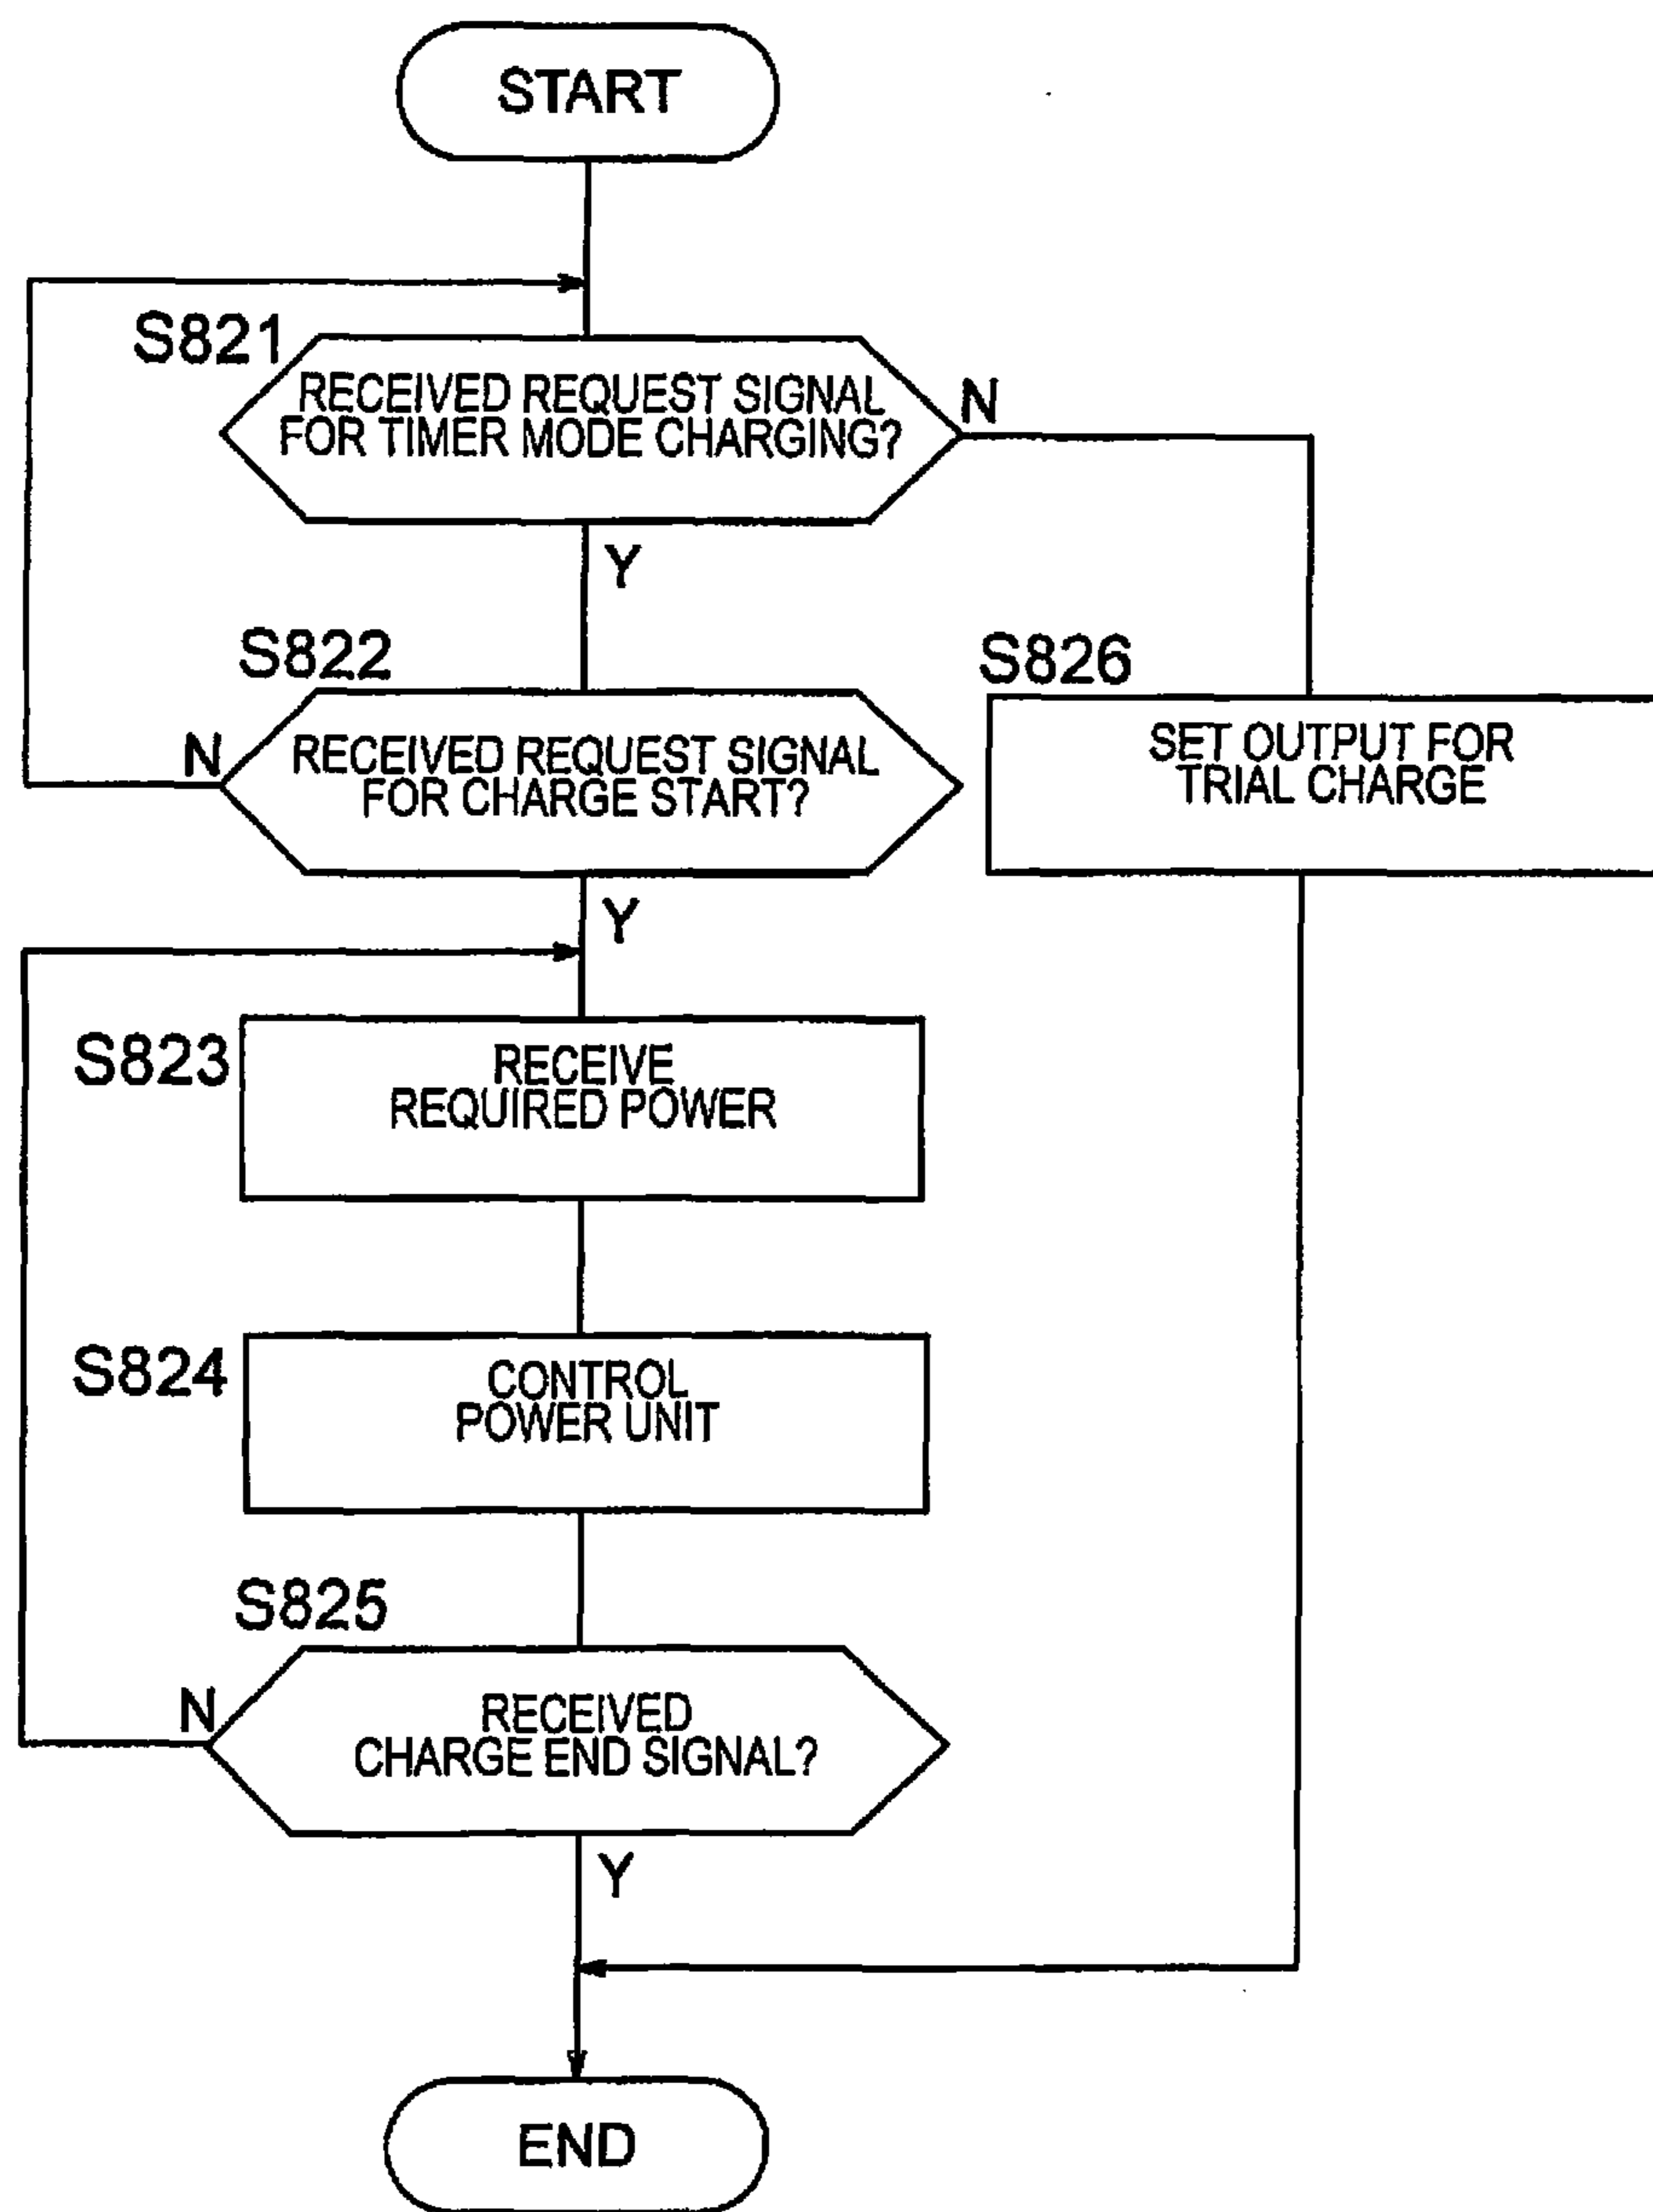 START
S821
RECEIVED REQUEST SIGNAL
FOR TIMER MODE CHARGING?
N
Y
S822
S826
N
RECEIVED REQUEST SIGNAL
FOR CHARGE START?
SET OUTPUT FOR
TRIAL CHARGE
Y
S823
RECEIVE
REQUIRED POWER
S824
CONTROL
POWER UNIT
S825
N
RECEIVED
CHARGE END SIGNAL?
Y
END